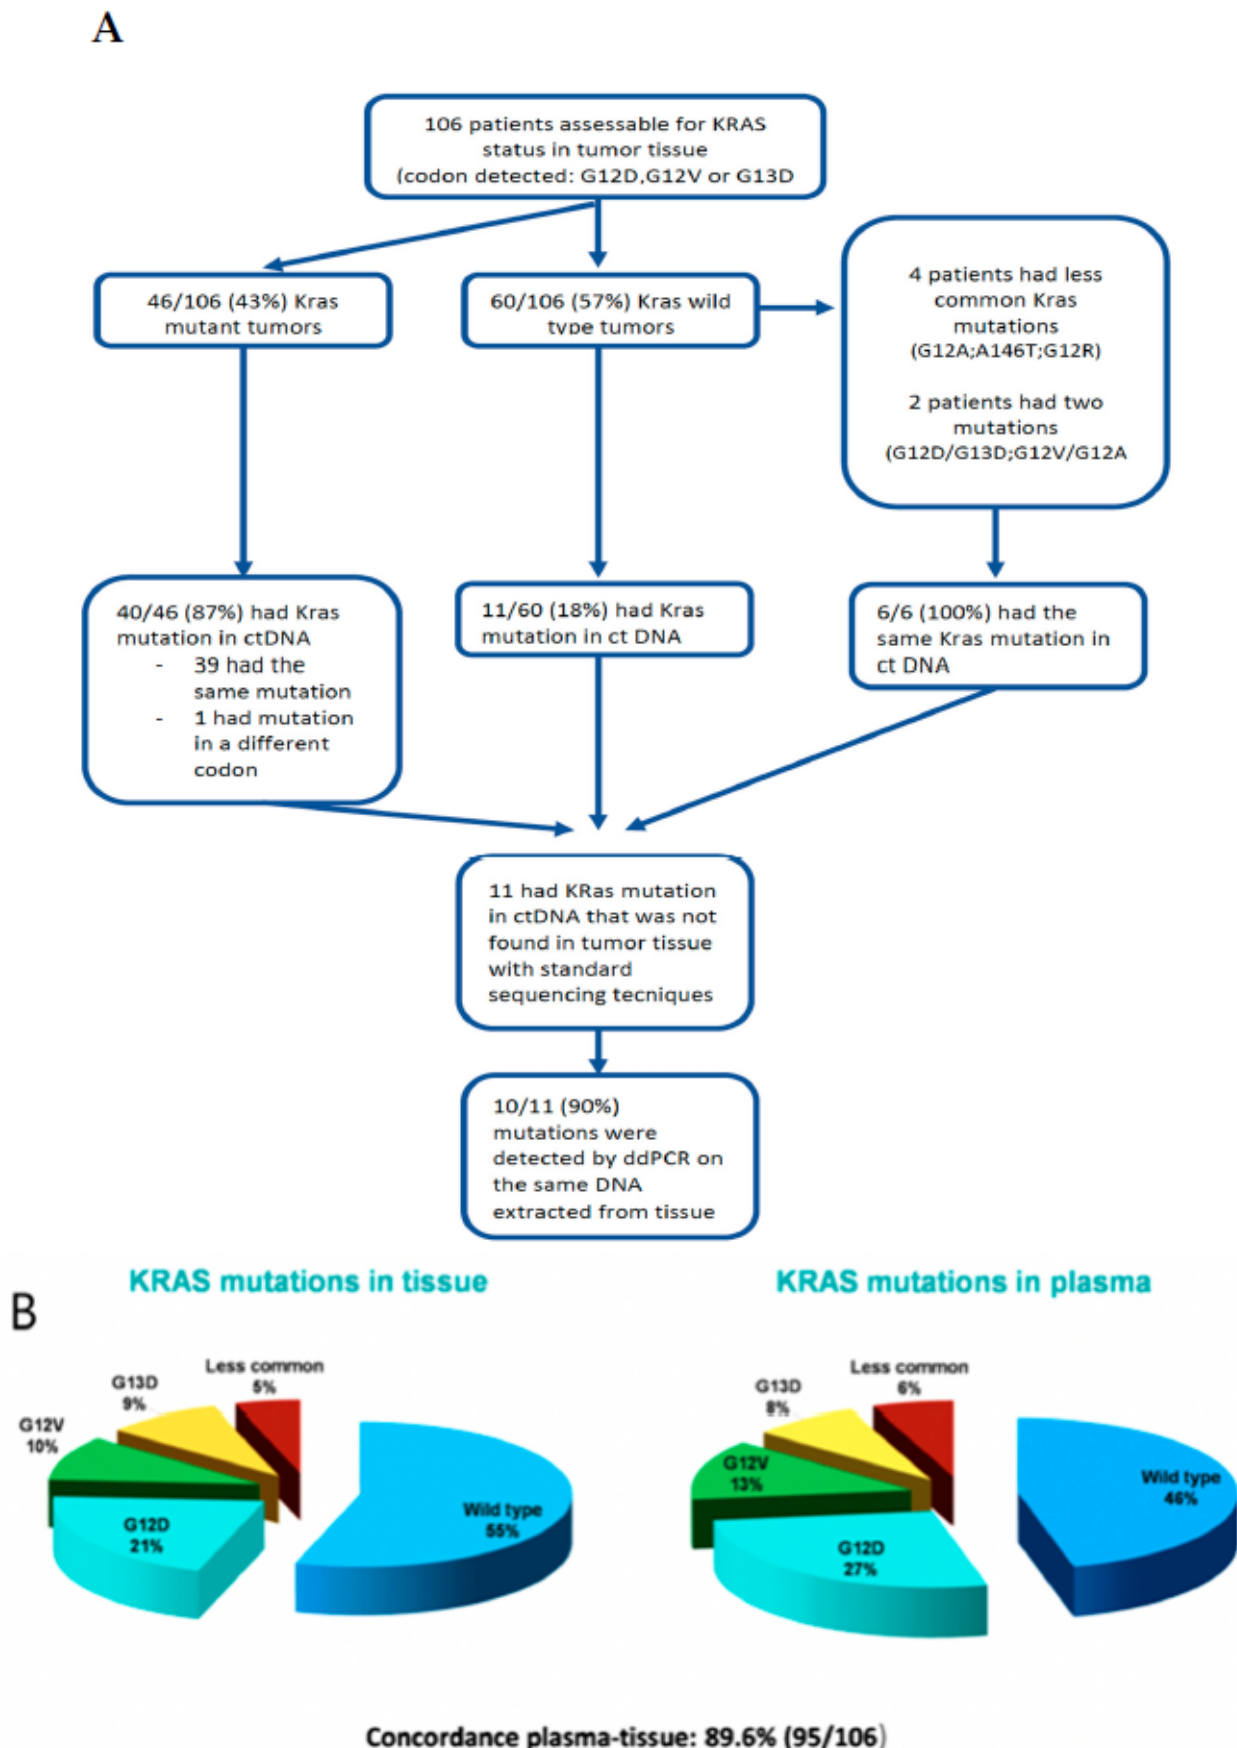 A
106 patients assessable for KRAS
status in tumor tissue
(codon detected: G12D,G12V or G13D
46/106 (43%) Kras
mutant tumors
60/106 (57%) Kras wild
type tumors
4 patients had less
common Kras
mutations
(G12A;A146T;G12R)
2 patients had two
mutations
(G12D/G13D;G12V/G12A
40/46 (87%) had Kras
mutation in ctDNA
- 39 had the
same mutation
- 1 had mutation
in a different
codon
11/60 (18%) had Kras
mutation in ct DNA
6/6 (100%) had the
same Kras mutation in
ct DNA
11 had KRas mutation
in ctDNA that was not
found in tumor tissue
with standard
sequencing tecniques
10/11 (90%)
mutations were
detected by ddPCR on
the same DNA
extracted from tissue
B
KRAS mutations in tissue
Less common
5%
G13D
9%
G12V
10%
G12D
21%
Wild type
55%
KRAS mutations in plasma
Less common
6%
G13D
8%
G12V
13%
G12D
27%
Wild type
46%
Concordance plasma-tissue: 89.6% (95/106)